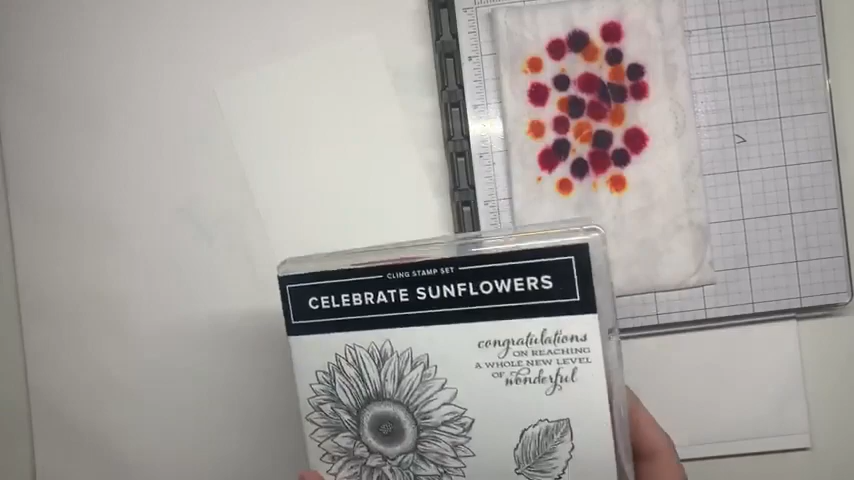 CLING STAMP SET
CELEBRATE SUNFLOWERS
congratulations
ON REACHING
A WHOLE NEW LEVEL
OF wonderful